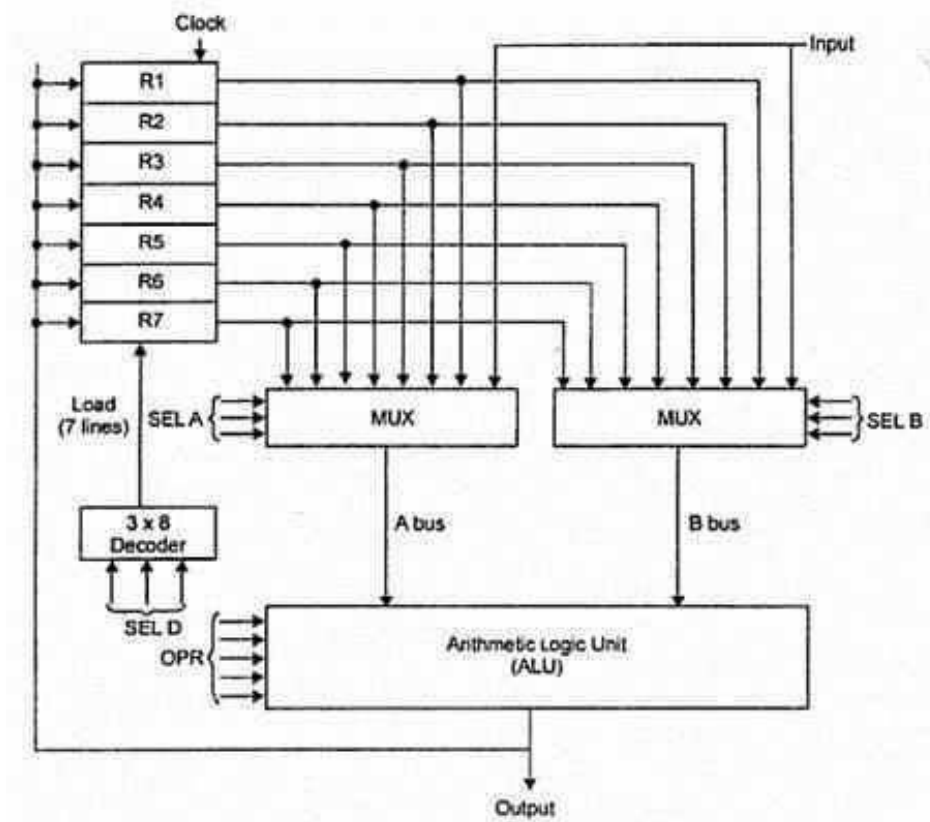 Clock
Input
R1
R2
R3
R4
R5
R6
R7
Load
(7 lines)
SEL A
MUX
MUX
SEL B
3 x 8
Decoder
A bus
B bus
SEL D
OPR
Arithmetic Logic Unit
(ALU)
Output